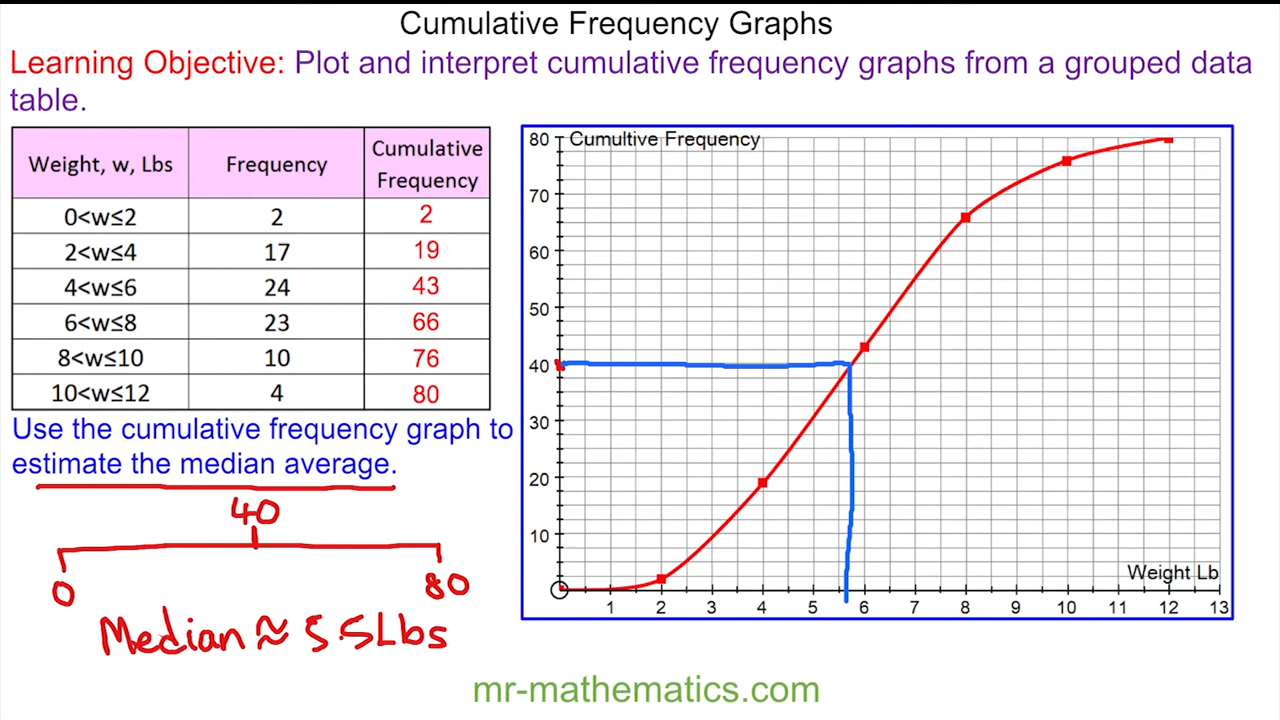 Cumulative Frequency Graphs
Learning Objective: Plot and interpret cumulative frequency graphs from a grouped data
table.
Weight, w, Lbs Frequency Cumulative Frequency
0<w≤2 2 2
2<w≤4 17 19
4<w≤6 24 43
6<w≤8 23 66
8<w≤10 10 76
10<w≤12 4 80
Use the cumulative frequency graph to
estimate the median average.
40
0 80
Median ≈ 5.5Lbs
Cumultive Frequency
80
70
60
50
40
30
20
10
Weight Lb
1 2 3 4 5 6 7 8 9 10 11 12 13
mr-mathematics.com